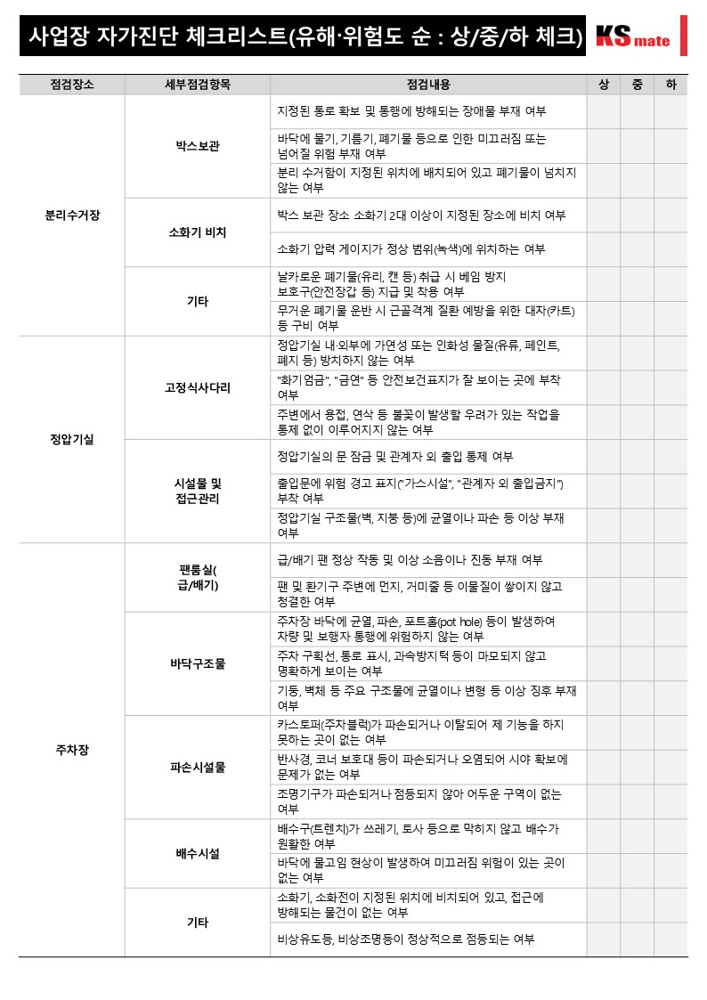 사업장 자가진단 체크리스트(유해·위험도 순 : 상/중/하 체크)
KS mate
점검장소 세부점검항목 점검내용 상 중 하
분리수거장
박스보관
지정된 통로 확보 및 통행에 방해되는 장애물 부재 여부
바닥에 물기, 기름기, 폐기물 등으로 인한 미끄러짐 또는
넘어질 위험 부재 여부
분리 수거함이 지정된 위치에 배치되어 있고 폐기물이 넘치지
않는 여부
소화기 비치
박스 보관 장소 소화기 2대 이상이 지정된 장소에 비치 여부
소화기 압력 게이지가 정상 범위(녹색)에 위치하는 여부
기타
날카로운 폐기물(유리, 캔 등) 취급 시 베임 방지
보호구(안전장갑 등) 지급 및 착용 여부
무거운 폐기물 운반 시 근골격계 질환 예방을 위한 대차(카트)
등 구비 여부
정압기실
고정식사다리
정압기실 내·외부에 가연성 또는 인화성 물질(유류, 페인트,
폐지 등) 방치하지 않는 여부
"화기엄금", "금연" 등 안전보건표지가 잘 보이는 곳에 부착
여부
주변에서 용접, 연삭 등 불꽃이 발생할 우려가 있는 작업을
통제 없이 이루어지지 않는 여부
시설물 및
접근관리
정압기실의 문 잠금 및 관계자 외 출입 통제 여부
출입문에 위험 경고 표지("가스시설", "관계자 외 출입금지")
부착 여부
정압기실 구조물(벽, 지붕 등)에 균열이나 파손 등 이상 부재
여부
주차장
팬룸실(
급/배기)
급/배기 팬 정상 작동 및 이상 소음이나 진동 부재 여부
팬 및 환기구 주변에 먼지, 거미줄 등 이물질이 쌓이지 않고
청결한 여부
바닥구조물
주차장 바닥에 균열, 파손, 포트홀(pot hole) 등이 발생하여
차량 및 보행자 통행에 위험하지 않는 여부
주차 구획선, 통로 표시, 과속방지턱 등이 마모되지 않고
명확하게 보이는 여부
기둥, 벽체 등 주요 구조물에 균열이나 변형 등 이상 징후 부재
여부
파손시설물
카스토퍼(주차블럭)가 파손되거나 이탈되어 제 기능을 하지
못하는 곳이 없는 여부
반사경, 코너 보호대 등이 파손되거나 오염되어 시야 확보에
문제가 없는 여부
조명기구가 파손되거나 점등되지 않아 어두운 구역이 없는
여부
배수시설
배수구(트렌치)가 쓰레기, 토사 등으로 막히지 않고 배수가
원활한 여부
바닥에 물고임 현상이 발생하여 미끄러짐 위험이 있는 곳이
없는 여부
기타
소화기, 소화전이 지정된 위치에 비치되어 있고, 접근에
방해되는 물건이 없는 여부
비상유도등, 비상조명등이 정상적으로 점등되는 여부